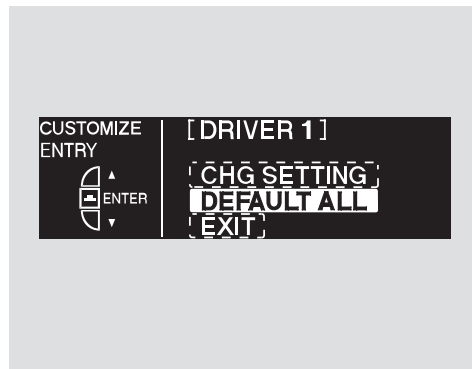 CUSTOMIZE
ENTRY
ENTER
[DRIVER 1]
CHG SETTING
DEFAULT ALL
EXIT